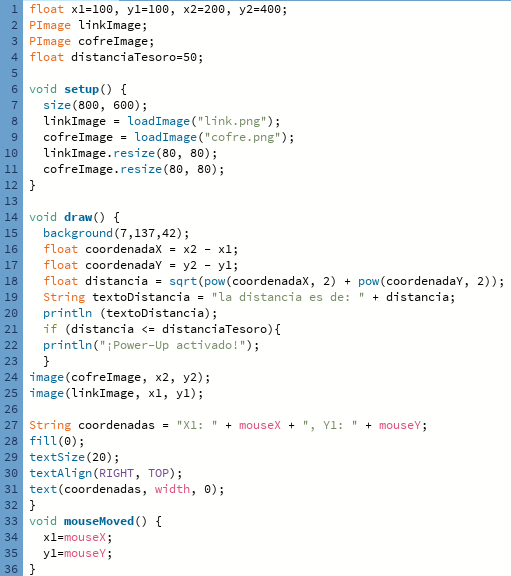 1 float x1=100, y1=100, x2=200, y2=400;
2 PImage linkImage;
3 PImage cofreImage;
4 float distanciaTesoro=50;
5
6 void setup() {
7   size(800, 600);
8   linkImage = loadImage("link.png");
9   cofreImage = loadImage("cofre.png");
10   linkImage.resize(80, 80);
11   cofreImage.resize(80, 80);
12 }
13
14 void draw() {
15   background(7,137,42);
16   float coordenadaX = x2 - x1;
17   float coordenadaY = y2 - y1;
18   float distancia = sqrt(pow(coordenadaX, 2) + pow(coordenadaY, 2));
19   String textoDistancia = "la distancia es de: " + distancia;
20   println (textoDistancia);
21   if (distancia <= distanciaTesoro){
22   println("¡Power-Up activado!");
23   }
24 image(cofreImage, x2, y2);
25 image(linkImage, x1, y1);
26
27 String coordenadas = "X1: " + mouseX + ", Y1: " + mouseY;
28 fill(0);
29 textSize(20);
30 textAlign(RIGHT, TOP);
31 text(coordenadas, width, 0);
32 }
33 void mouseMoved() {
34   x1=mouseX;
35   y1=mouseY;
36 }